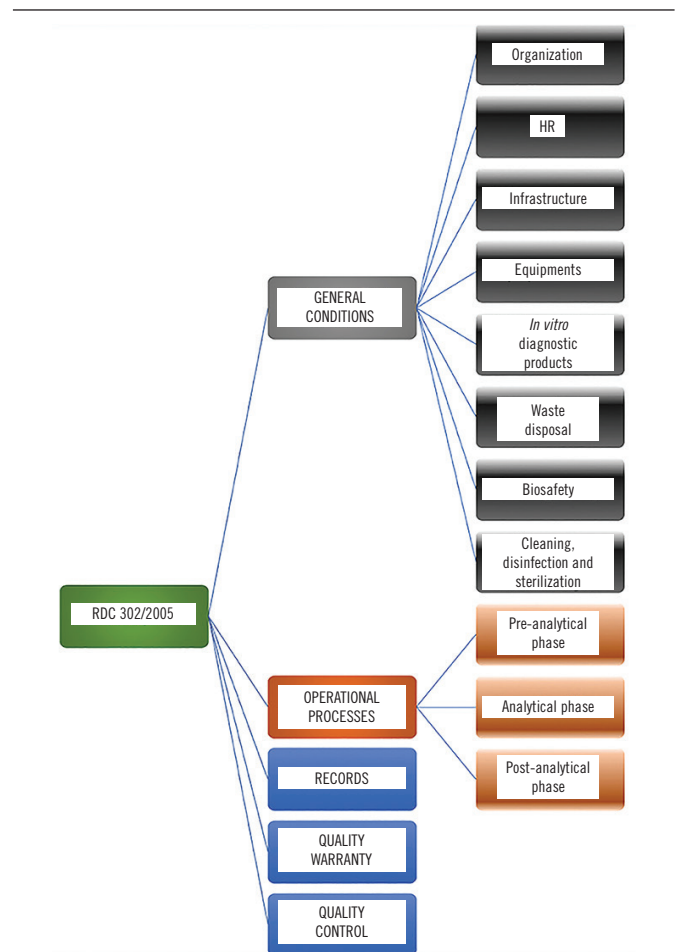 Organization
HR
Infrastructure
Equipments
GENERAL
CONDITIONS
In vitro
diagnostic
products
Waste
disposal
Biosafety
Cleaning,
disinfection and
sterilization
RDC 302/2005
Pre-analytical
phase
OPERATIONAL
PROCESSES
Analytical phase
RECORDS
Post-analytical
phase
QUALITY
WARRANTY
QUALITY
CONTROL